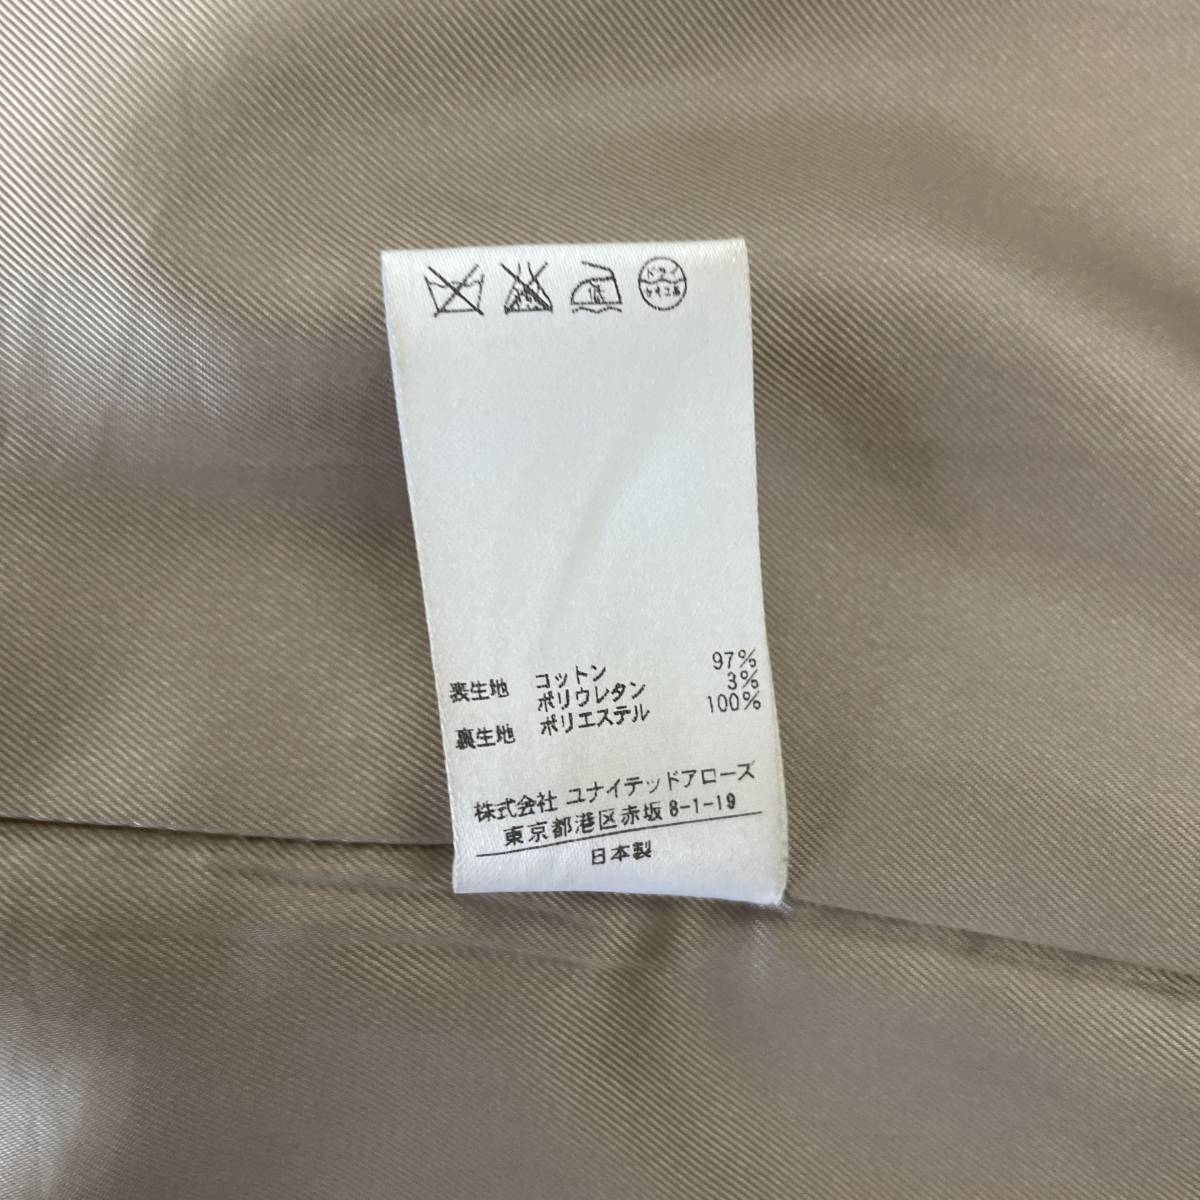 低
ドライ
セキユ系
表生地 コットン 97%
ポリウレタン 3%
裏生地 ポリエステル 100%
株式会社 ユナイテッドアローズ
東京都港区赤坂 8-1-19
日本製